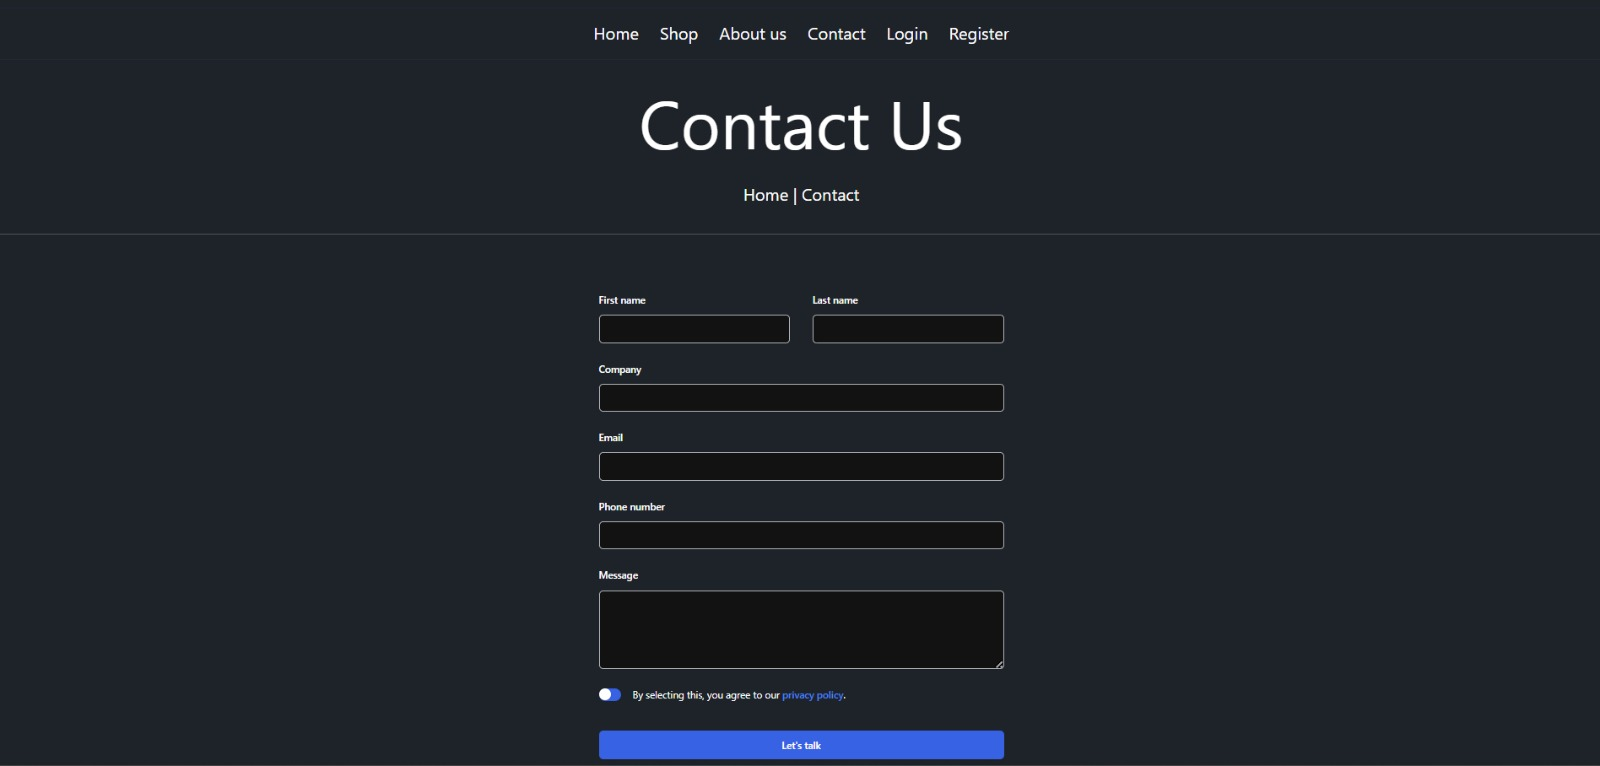 Home Shop About us Contact Login Register
Contact Us
Home | Contact
First name Last name
Company
Email
Phone number
Message
By selecting this, you agree to our privacy policy.
Let's talk